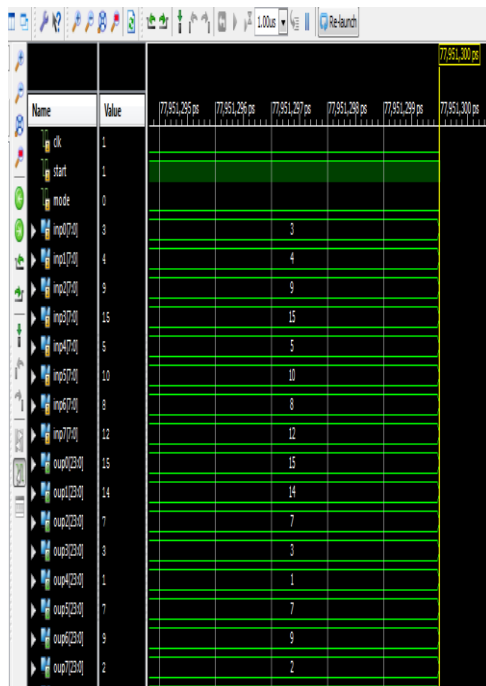 1.00us Re-launch
77,951,300 ps
Name Value 77,951,295 ps 77,951,296 ps 77,951,297 ps 77,951,298 ps 77,951,299 ps 77,951,300 ps
clk 1
start 1
mode 0
inp0[7:0] 3 3
inp1[7:0] 4 4
inp2[7:0] 9 9
inp3[7:0] 15 15
inp4[7:0] 5 5
inp5[7:0] 10 10
inp6[7:0] 8 8
inp7[7:0] 12 12
oup0[23:0] 15 15
oup1[23:0] 14 14
oup2[23:0] 7 7
oup3[23:0] 3 3
oup4[23:0] 1 1
oup5[23:0] 7 7
oup6[23:0] 9 9
oup7[23:0] 2 2